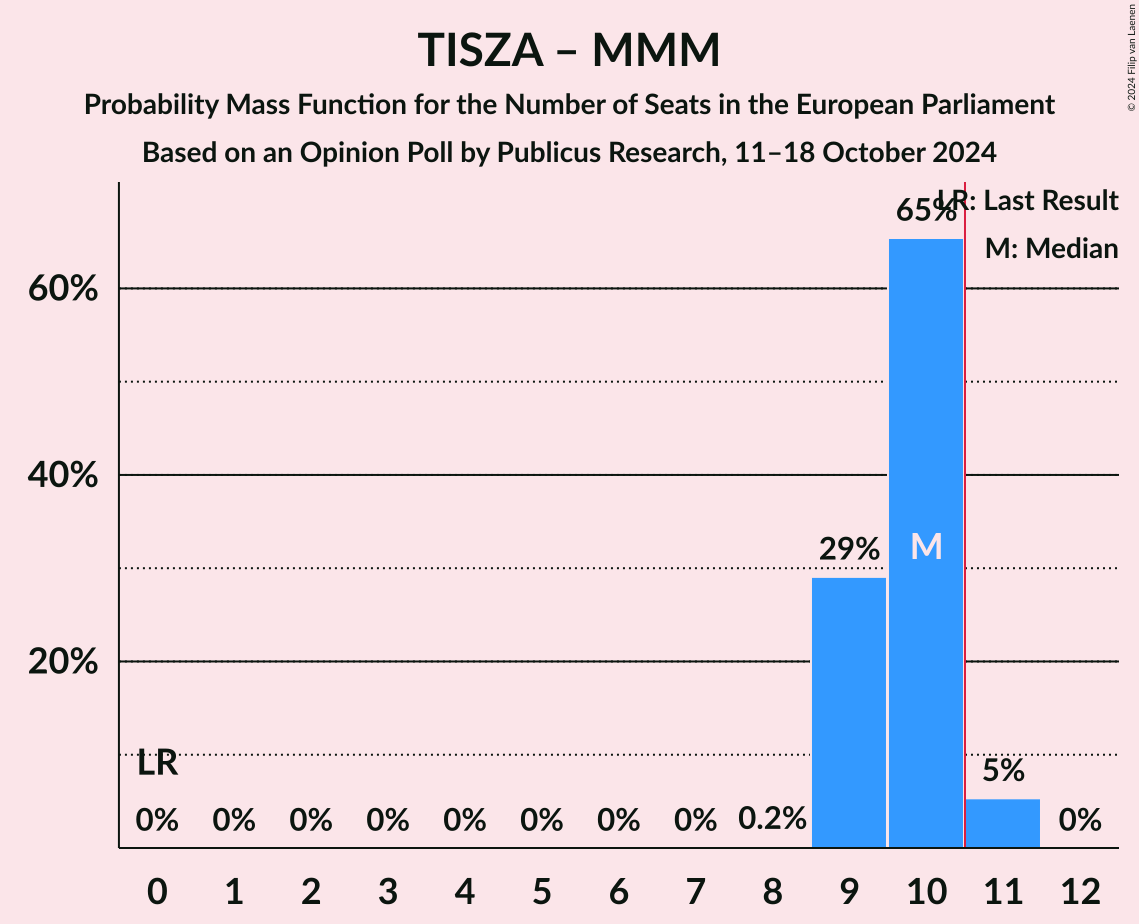 TISZA – MMM
Probability Mass Function for the Number of Seats in the European Parliament
Based on an Opinion Poll by Publicus Research, 11–18 October 2024
© 2024 Filip van Laenen
LR: Last Result
M: Median
65%
60%
29%
M
40%
20%
LR
5%
0% 0% 0% 0% 0% 0% 0% 0% 0.2% 0%
0 1 2 3 4 5 6 7 8 9 10 11 12